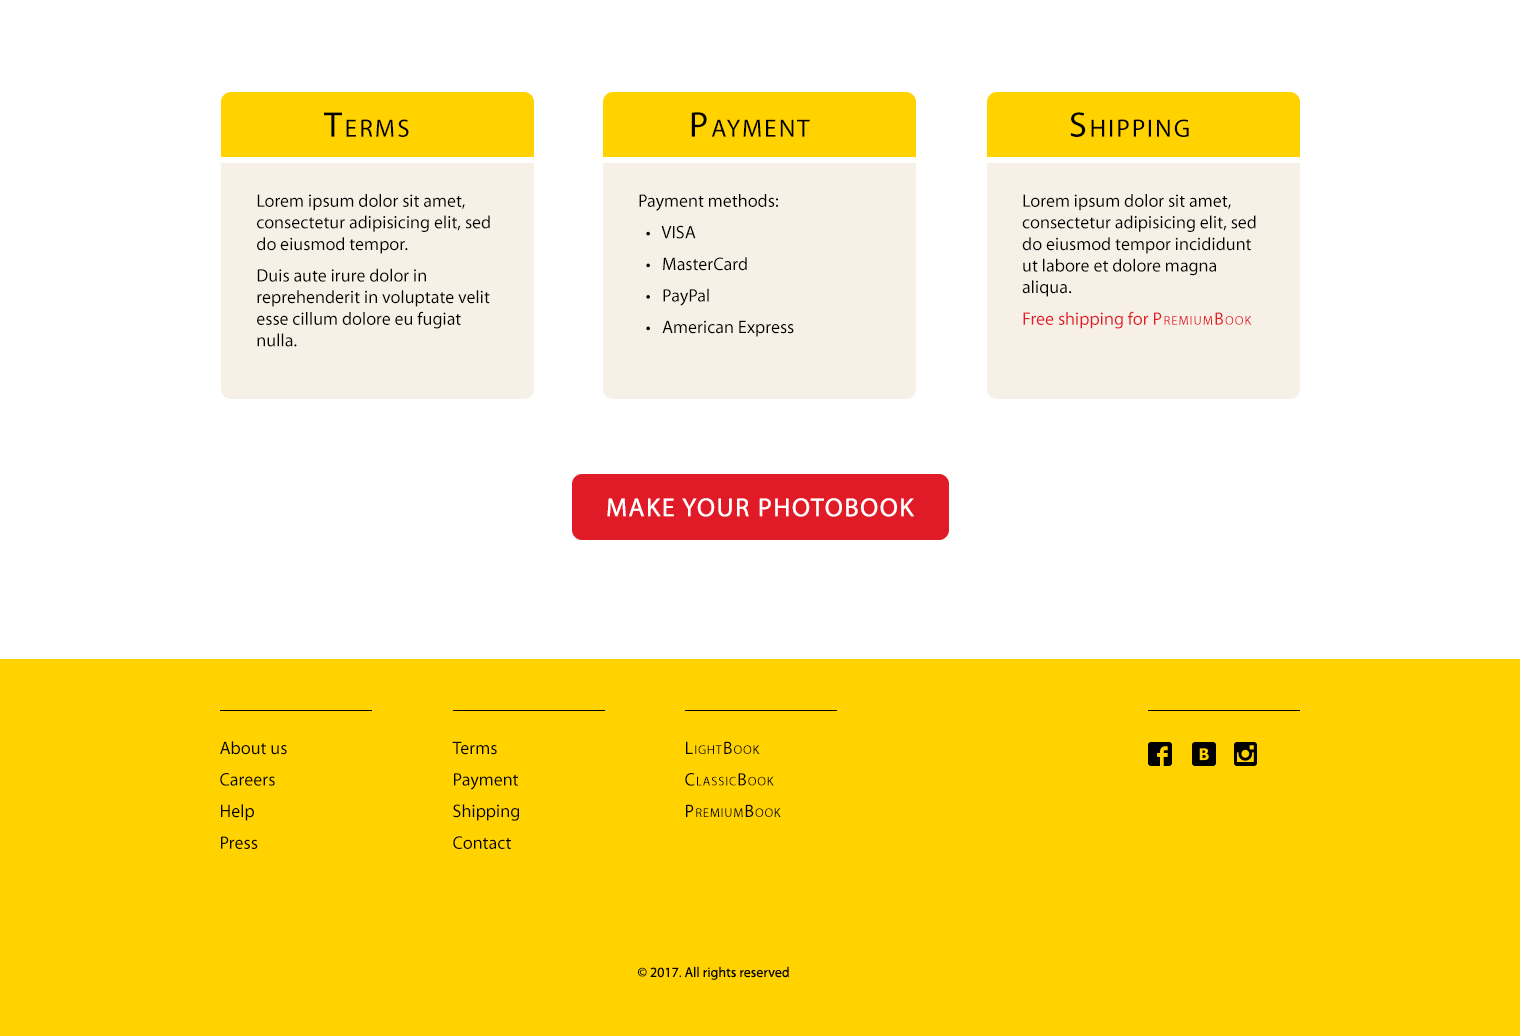 Terms
Lorem ipsum dolor sit amet,
consectetur adipisicing elit, sed
do eiusmod tempor.
Duis aute irure dolor in
reprehenderit in voluptate velit
esse cillum dolore eu fugiat
nulla.
Payment
Payment methods:
• VISA
• MasterCard
• PayPal
• American Express
Shipping
Lorem ipsum dolor sit amet,
consectetur adipisicing elit, sed
do eiusmod tempor incididunt
ut labore et dolore magna
aliqua.
Free shipping for PremiumBook
MAKE YOUR PHOTOBOOK
About us
Careers
Help
Press
Terms
Payment
Shipping
Contact
LightBook
ClassicBook
PremiumBook
© 2017. All rights reserved